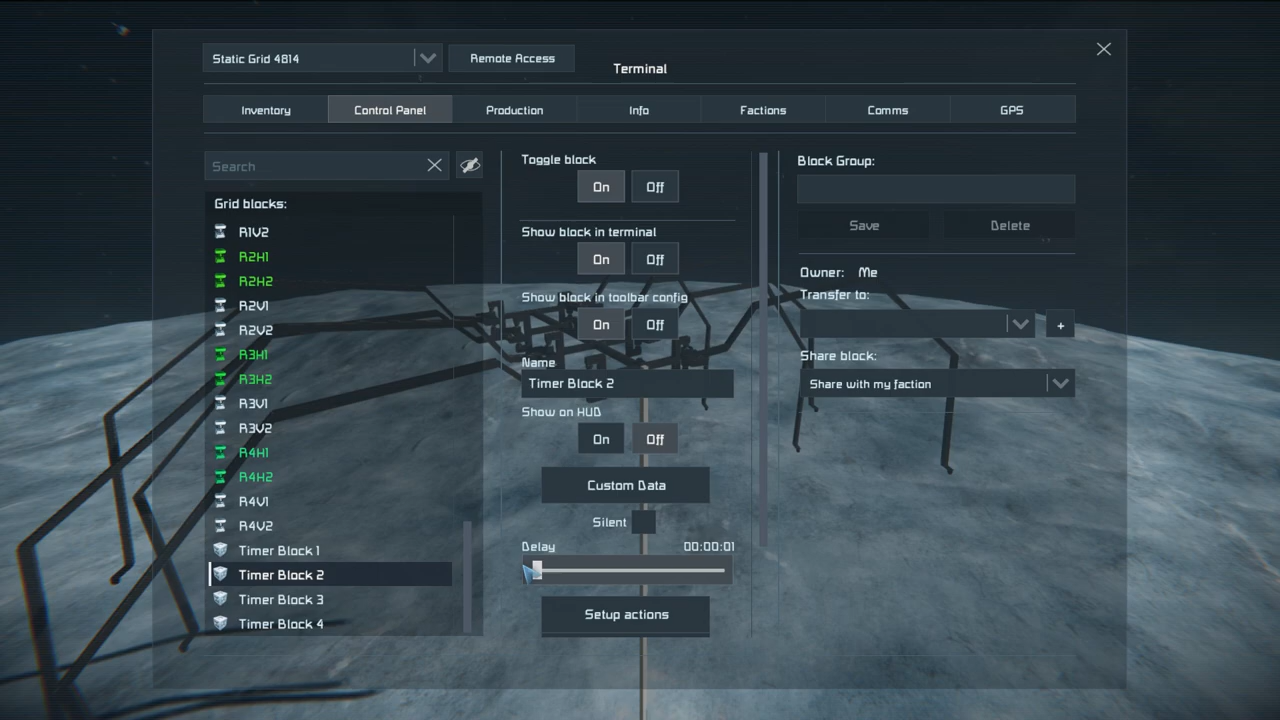 Static Grid 4814
Remote Access
Terminal
Inventory
Control Panel
Production
Info
Factions
Comms
GPS
Search
Grid blocks:
R1V2
R2H1
R2H2
R2V1
R2V2
R3H1
R3H2
R3V1
R3V2
R4H1
R4H2
R4V1
R4V2
Timer Block 1
Timer Block 2
Timer Block 3
Timer Block 4
Toggle block
On
Off
Show block in terminal
On
Off
Show block in toolbar config
On
Off
Name
Timer Block 2
Show on HUD
On
Off
Custom Data
Silent
Delay 00:00:01
Setup actions
Block Group:
Save
Delete
Owner: Me
Transfer to:
+
Share block:
Share with my faction